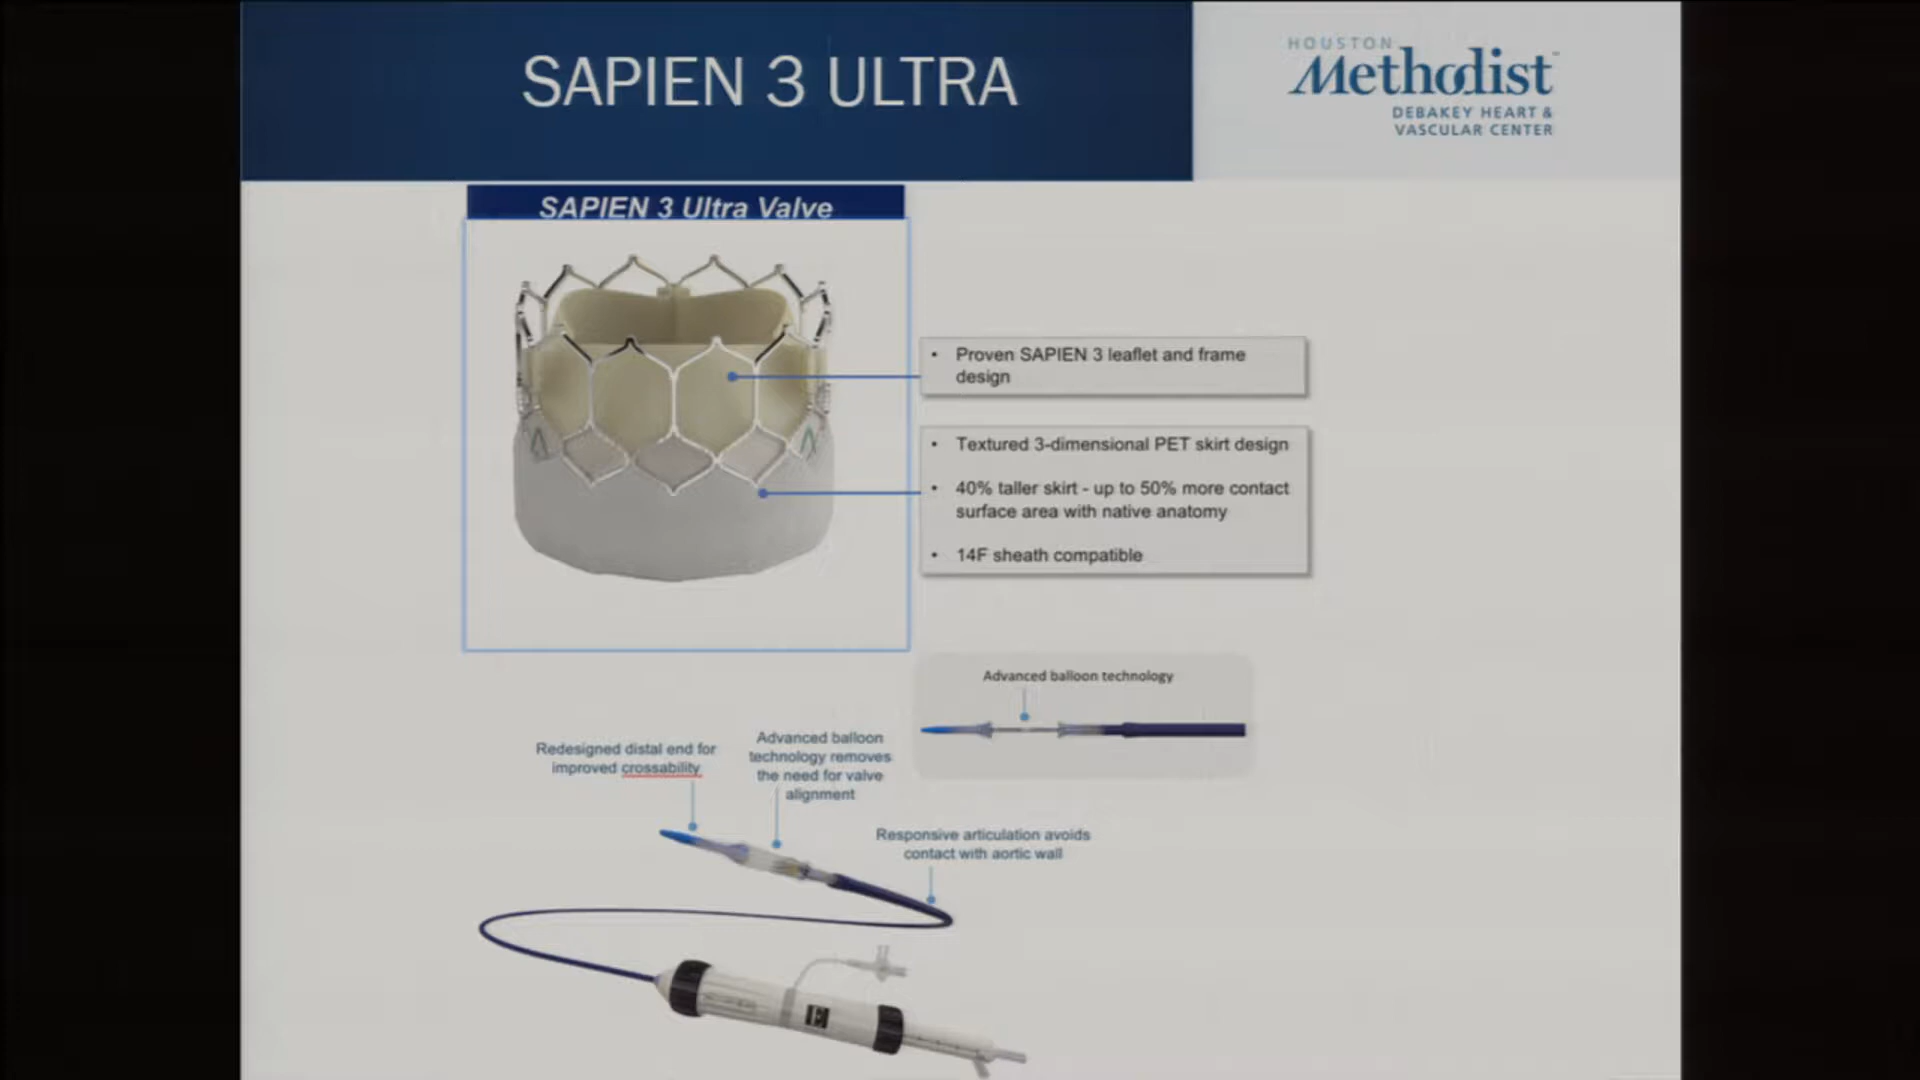 SAPIEN 3 ULTRA
HOUSTON
Methodist
DEBAKEY HEART &
VASCULAR CENTER
SAPIEN 3 Ultra Valve
• Proven SAPIEN 3 leaflet and frame
design
• Textured 3-dimensional PET skirt design
• 40% taller skirt - up to 50% more contact
surface area with native anatomy
• 14F sheath compatible
Advanced balloon technology
Redesigned distal end for
improved crossability
Advanced balloon
technology removes
the need for valve
alignment
Responsive articulation avoids
contact with aortic wall